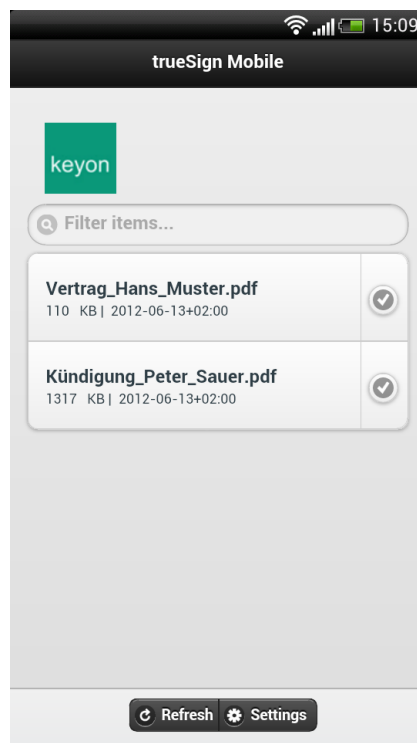 15:09
trueSign Mobile
keyon
Filter items...
Vertrag_Hans_Muster.pdf
110 KB| 2012-06-13+02:00
Kündigung_Peter_Sauer.pdf
1317 KB| 2012-06-13+02:00
Refresh Settings